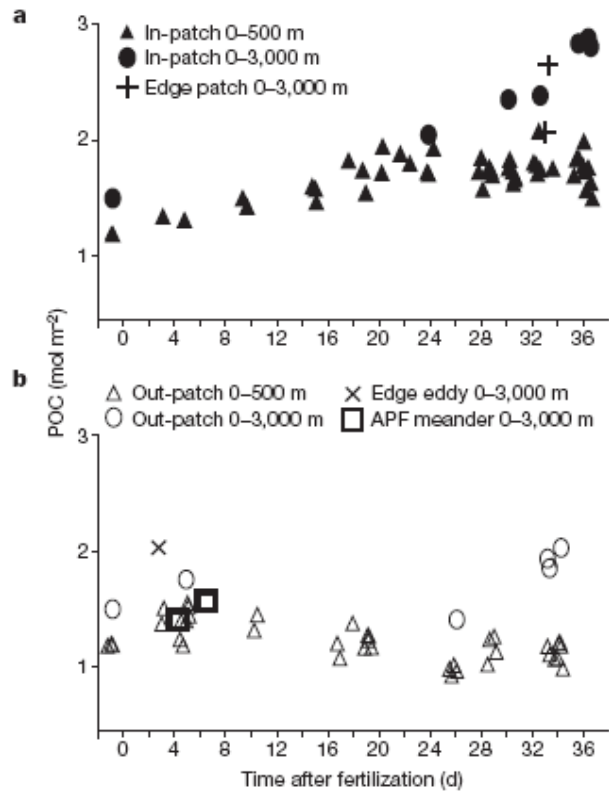 a
3
In-patch 0–500 m
In-patch 0–3,000 m
Edge patch 0–3,000 m
2
1
0 4 8 12 16 20 24 28 32 36
b
POC (mol m⁻²)
Out-patch 0–500 m Edge eddy 0–3,000 m
Out-patch 0–3,000 m APF meander 0–3,000 m
3
2
1
0 4 8 12 16 20 24 28 32 36
Time after fertilization (d)